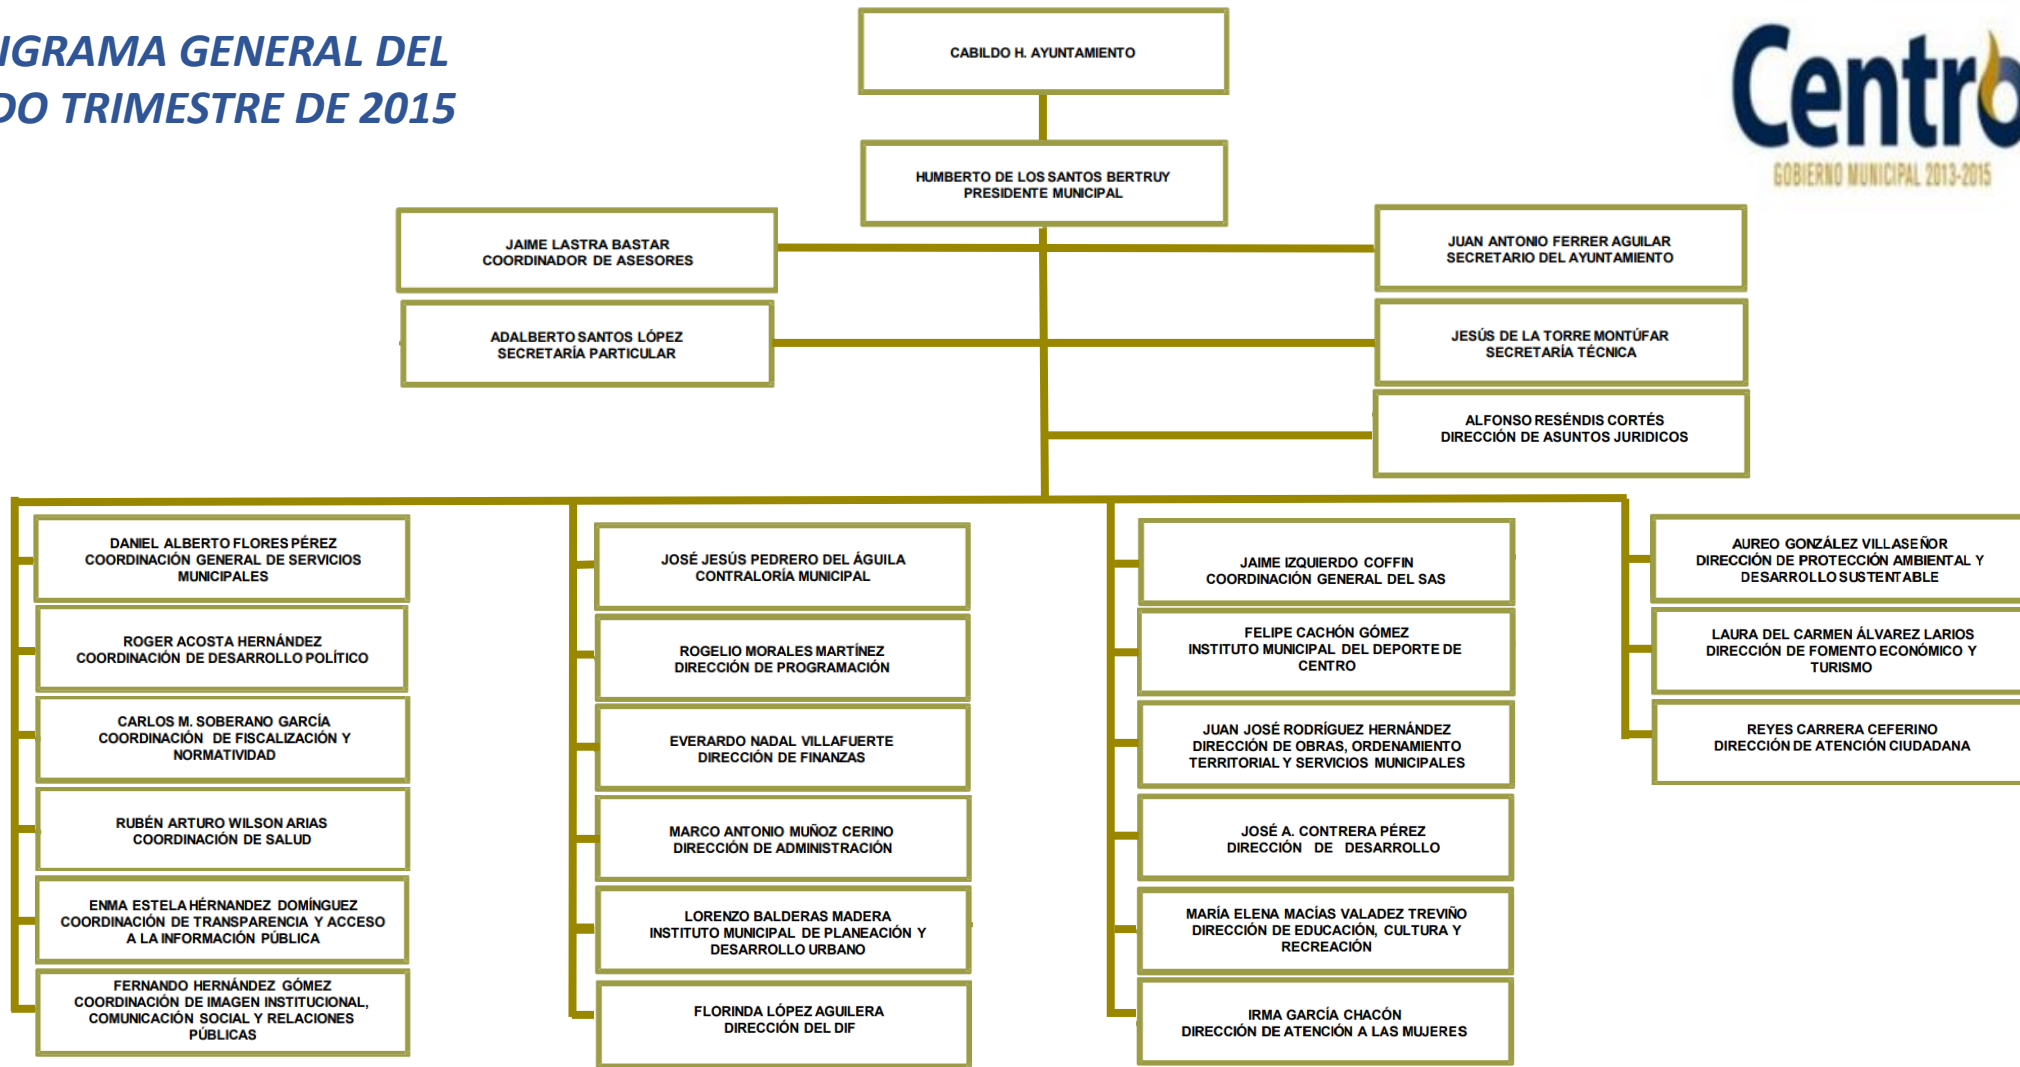 IGRAMA GENERAL DEL
DO TRIMESTRE DE 2015
Centro
GOBIERNO MUNICIPAL 2013-2015
CABILDO H. AYUNTAMIENTO
HUMBERTO DE LOS SANTOS BERTRUY
PRESIDENTE MUNICIPAL
JAIME LASTRA BASTAR
COORDINADOR DE ASESORES
JUAN ANTONIO FERRER AGUILAR
SECRETARIO DEL AYUNTAMIENTO
ADALBERTO SANTOS LÓPEZ
SECRETARÍA PARTICULAR
JESÚS DE LA TORRE MONTÚFAR
SECRETARÍA TÉCNICA
ALFONSO RESÉNDIS CORTÉS
DIRECCIÓN DE ASUNTOS JURIDICOS
DANIEL ALBERTO FLORES PÉREZ
COORDINACIÓN GENERAL DE SERVICIOS
MUNICIPALES
ROGER ACOSTA HERNÁNDEZ
COORDINACIÓN DE DESARROLLO POLÍTICO
CARLOS M. SOBERANO GARCÍA
COORDINACIÓN DE FISCALIZACIÓN Y
NORMATIVIDAD
RUBÉN ARTURO WILSON ARIAS
COORDINACIÓN DE SALUD
ENMA ESTELA HÉRNANDEZ DOMÍNGUEZ
COORDINACIÓN DE TRANSPARENCIA Y ACCESO
A LA INFORMACIÓN PÚBLICA
FERNANDO HERNÁNDEZ GÓMEZ
COORDINACIÓN DE IMAGEN INSTITUCIONAL,
COMUNICACIÓN SOCIAL Y RELACIONES
PÚBLICAS
JOSÉ JESÚS PEDRERO DEL ÁGUILA
CONTRALORÍA MUNICIPAL
ROGELIO MORALES MARTÍNEZ
DIRECCIÓN DE PROGRAMACIÓN
EVERARDO NADAL VILLAFUERTE
DIRECCIÓN DE FINANZAS
MARCO ANTONIO MUÑOZ CERINO
DIRECCIÓN DE ADMINISTRACIÓN
LORENZO BALDERAS MADERA
INSTITUTO MUNICIPAL DE PLANEACIÓN Y
DESARROLLO URBANO
FLORINDA LÓPEZ AGUILERA
DIRECCIÓN DEL DIF
JAIME IZQUIERDO COFFIN
COORDINACIÓN GENERAL DEL SAS
FELIPE CACHÓN GÓMEZ
INSTITUTO MUNICIPAL DEL DEPORTE DE
CENTRO
JUAN JOSÉ RODRÍGUEZ HERNÁNDEZ
DIRECCIÓN DE OBRAS, ORDENAMIENTO
TERRITORIAL Y SERVICIOS MUNICIPALES
JOSÉ A. CONTRERA PÉREZ
DIRECCIÓN DE DESARROLLO
MARÍA ELENA MACÍAS VALADEZ TREVIÑO
DIRECCIÓN DE EDUCACIÓN, CULTURA Y
RECREACIÓN
IRMA GARCÍA CHACÓN
DIRECCIÓN DE ATENCIÓN A LAS MUJERES
AUREO GONZÁLEZ VILLASEÑOR
DIRECCIÓN DE PROTECCIÓN AMBIENTAL Y
DESARROLLO SUSTENTABLE
LAURA DEL CARMEN ÁLVAREZ LARIOS
DIRECCIÓN DE FOMENTO ECONÓMICO Y
TURISMO
REYES CARRERA CEFERINO
DIRECCIÓN DE ATENCIÓN CIUDADANA